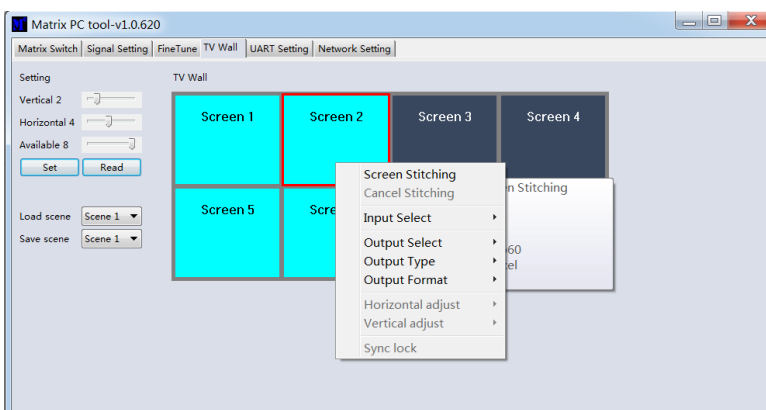 Matrix PC tool-v1.0.620
Matrix Switch Signal Setting FineTune TV Wall UART Setting Network Setting
Setting
TV Wall
Vertical 2
Horizontal 4
Available 8
Set Read
Load scene Scene 1
Save scene Scene 1
Screen 1 Screen 2 Screen 3 Screen 4
Screen 5
Screen Stitching
Cancel Stitching
Input Select
Output Select
Output Type
Output Format
Horizontal adjust
Vertical adjust
Sync lock
Stitching
60